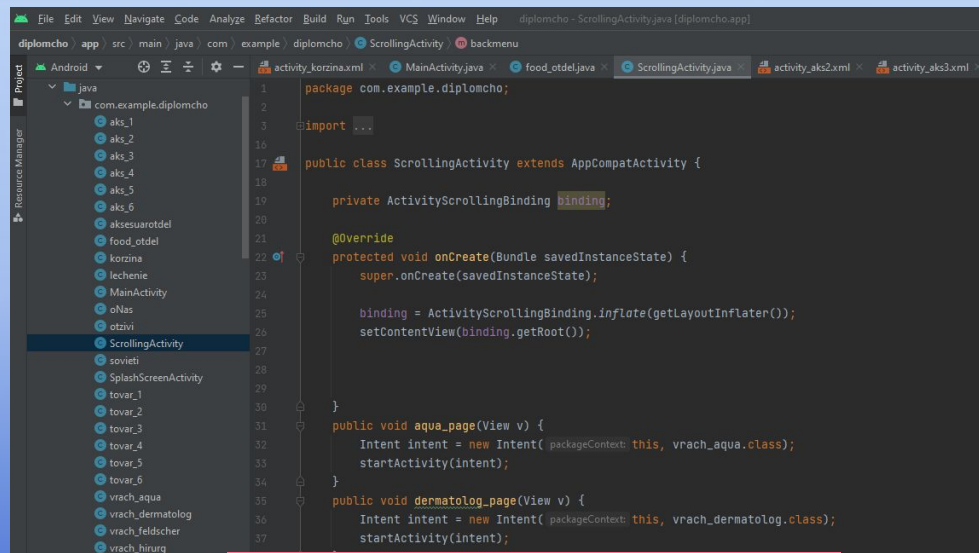 File Edit View Navigate Code Analyze Refactor Build Run Tools VCS Window Help diplomcho - ScrollingActivity.java [diplomcho.app]
diplomcho app src main java com example diplomcho ScrollingActivity backmenu
Android activity_korzina.xml MainActivity.java food_otdel.java ScrollingActivity.java activity_aks2.xml activity_aks3.xml
Project
Resource Manager
java
com.example.diplomcho
aks_1
aks_2
aks_3
aks_4
aks_5
aks_6
aksesuarotdel
food_otdel
korzina
lechenie
MainActivity
oNas
otzivi
ScrollingActivity
sovieti
SplashScreenActivity
tovar_1
tovar_2
tovar_3
tovar_4
tovar_5
tovar_6
vrach_aqua
vrach_dermatolog
vrach_feldscher
vrach_hirurg
1 package com.example.diplomcho;
2
3 import ...
16
17 public class ScrollingActivity extends AppCompatActivity {
18
19 private ActivityScrollingBinding binding;
20
21 @Override
22 protected void onCreate(Bundle savedInstanceState) {
23 super.onCreate(savedInstanceState);
24
25 binding = ActivityScrollingBinding.inflate(getLayoutInflater());
26 setContentView(binding.getRoot());
27
28
29
30 }
31 public void aqua_page(View v) {
32 Intent intent = new Intent( packageContext: this, vrach_aqua.class);
33 startActivity(intent);
34 }
35 public void dermatolog_page(View v) {
36 Intent intent = new Intent( packageContext: this, vrach_dermatolog.class);
37 startActivity(intent);